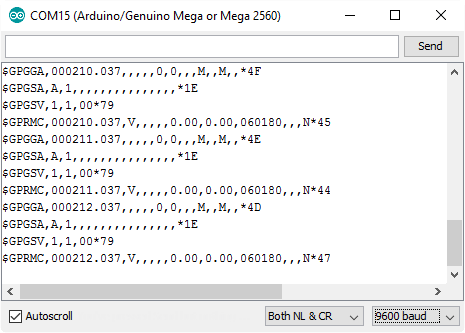 COM15 (Arduino/Genuino Mega or Mega 2560)
Send
$GPGGA,000210.037,,,,,0,0,,,M,,M,,*4F
$GPGSA,A,1,,,,,,,,,,,,,,,*1E
$GPGSV,1,1,00*79
$GPRMC,000210.037,V,,,,,0.00,0.00,060180,,,N*45
$GPGGA,000211.037,,,,,0,0,,,M,,M,,*4E
$GPGSA,A,1,,,,,,,,,,,,,,,*1E
$GPGSV,1,1,00*79
$GPRMC,000211.037,V,,,,,0.00,0.00,060180,,,N*44
$GPGGA,000212.037,,,,,0,0,,,M,,M,,*4D
$GPGSA,A,1,,,,,,,,,,,,,,,*1E
$GPGSV,1,1,00*79
$GPRMC,000212.037,V,,,,,0.00,0.00,060180,,,N*47
Autoscroll
Both NL & CR
9600 baud